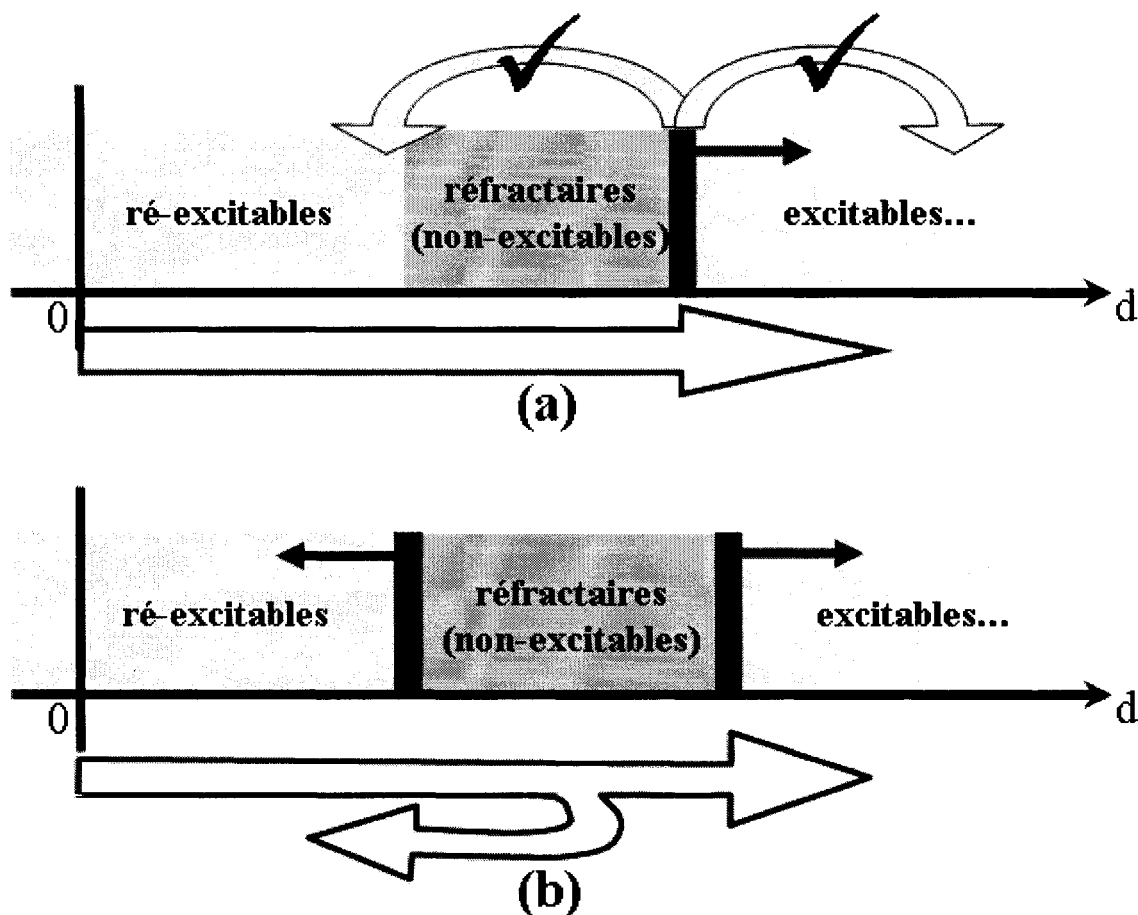 réfractaires
ré-excitables
(non-excitables)
excitables...
0
d
(a)
réfractaires
ré-excitables
(non-excitables)
excitables...
0
d
(b)